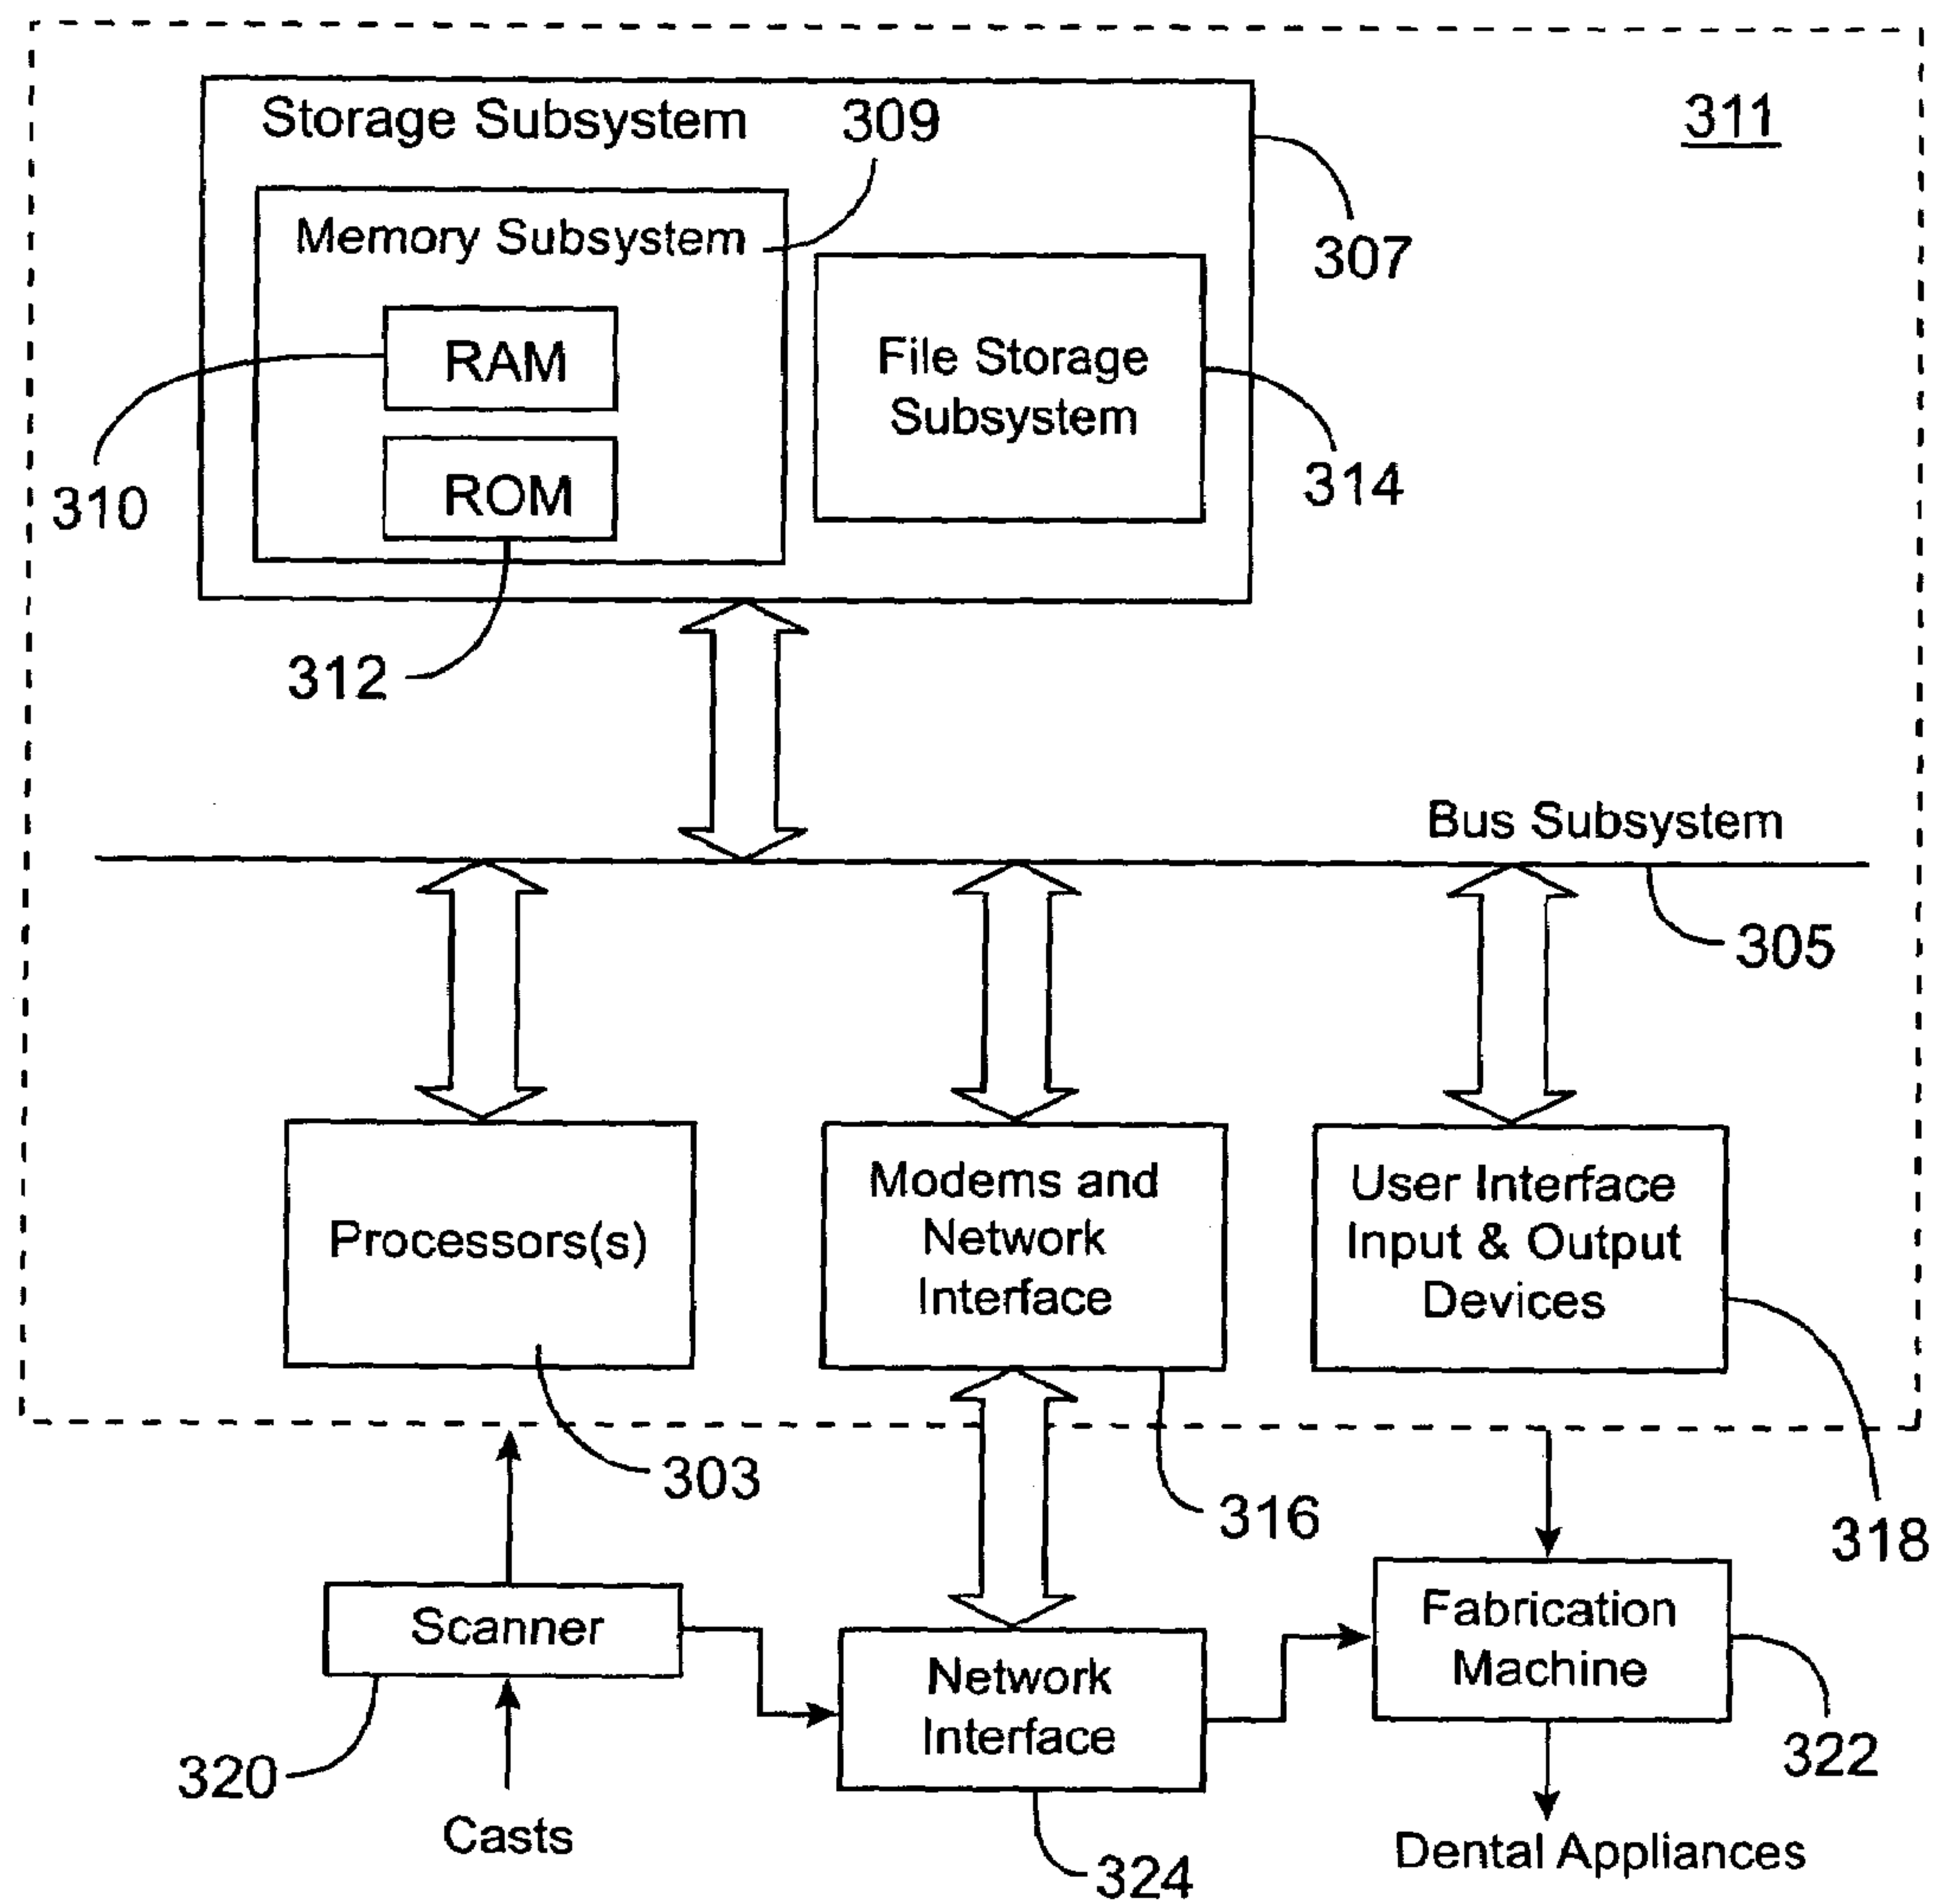 311
Storage Subsystem
309
307
Memory Subsystem
RAM
310
ROM
312
File Storage
Subsystem
314
Bus Subsystem
305
Processors(s)
303
Modems and
Network
Interface
316
User Interface
Input & Output
Devices
318
Scanner
320
Casts
Network
Interface
324
Fabrication
Machine
322
Dental Appliances